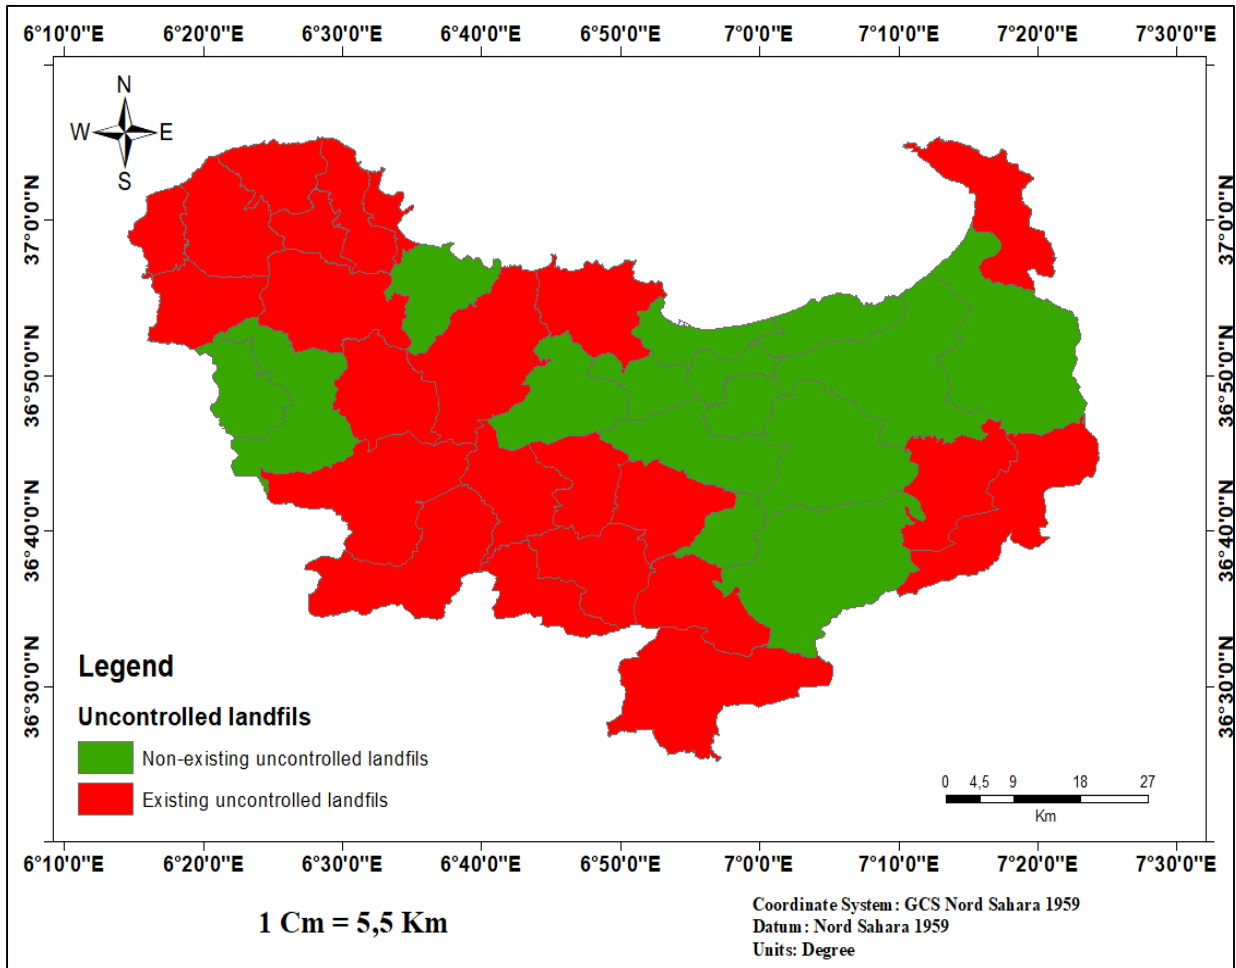 6°10'0"E 6°20'0"E 6°30'0"E 6°40'0"E 6°50'0"E 7°0'0"E 7°10'0"E 7°20'0"E 7°30'0"E
N
W E
S
37°0'0"N 37°0'0"N
36°50'0"N 36°50'0"N
36°40'0"N 36°40'0"N
36°30'0"N 36°30'0"N
Legend
Uncontrolled landfils
Non-existing uncontrolled landfils
Existing uncontrolled landfils
0 4,5 9 18 27
Km
6°10'0"E 6°20'0"E 6°30'0"E 6°40'0"E 6°50'0"E 7°0'0"E 7°10'0"E 7°20'0"E 7°30'0"E
1 Cm = 5,5 Km
Coordinate System: GCS Nord Sahara 1959
Datum: Nord Sahara 1959
Units: Degree